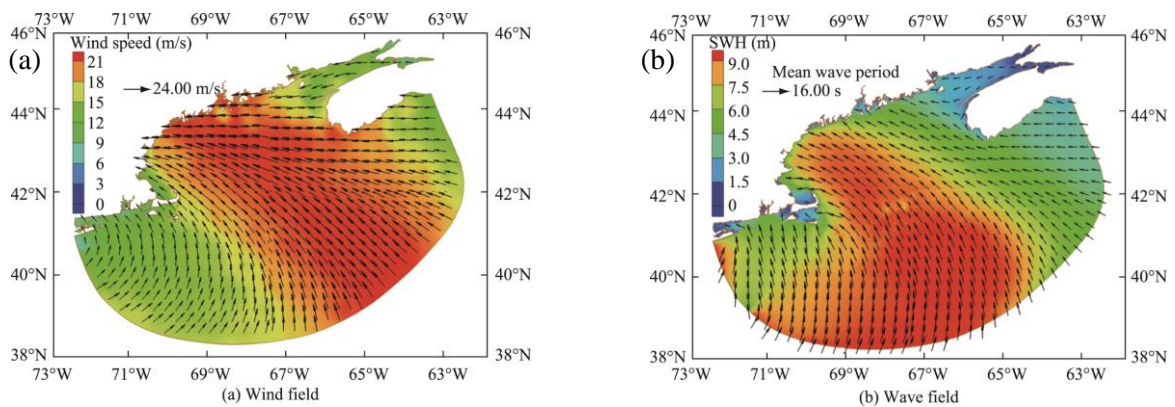 73°W 71°W 69°W 67°W 65°W 63°W
46°N 46°N
(a) Wind speed (m/s)
21
18
15
12
9
6
3
0
24.00 m/s
44°N 44°N
42°N 42°N
40°N 40°N
38°N 38°N
73°W 71°W 69°W 67°W 65°W 63°W
(a) Wind field
73°W 71°W 69°W 67°W 65°W 63°W
46°N 46°N
(b) SWH (m)
9.0
7.5
6.0
4.5
3.0
1.5
0
Mean wave period
16.00 s
44°N 44°N
42°N 42°N
40°N 40°N
38°N 38°N
73°W 71°W 69°W 67°W 65°W 63°W
(b) Wave field